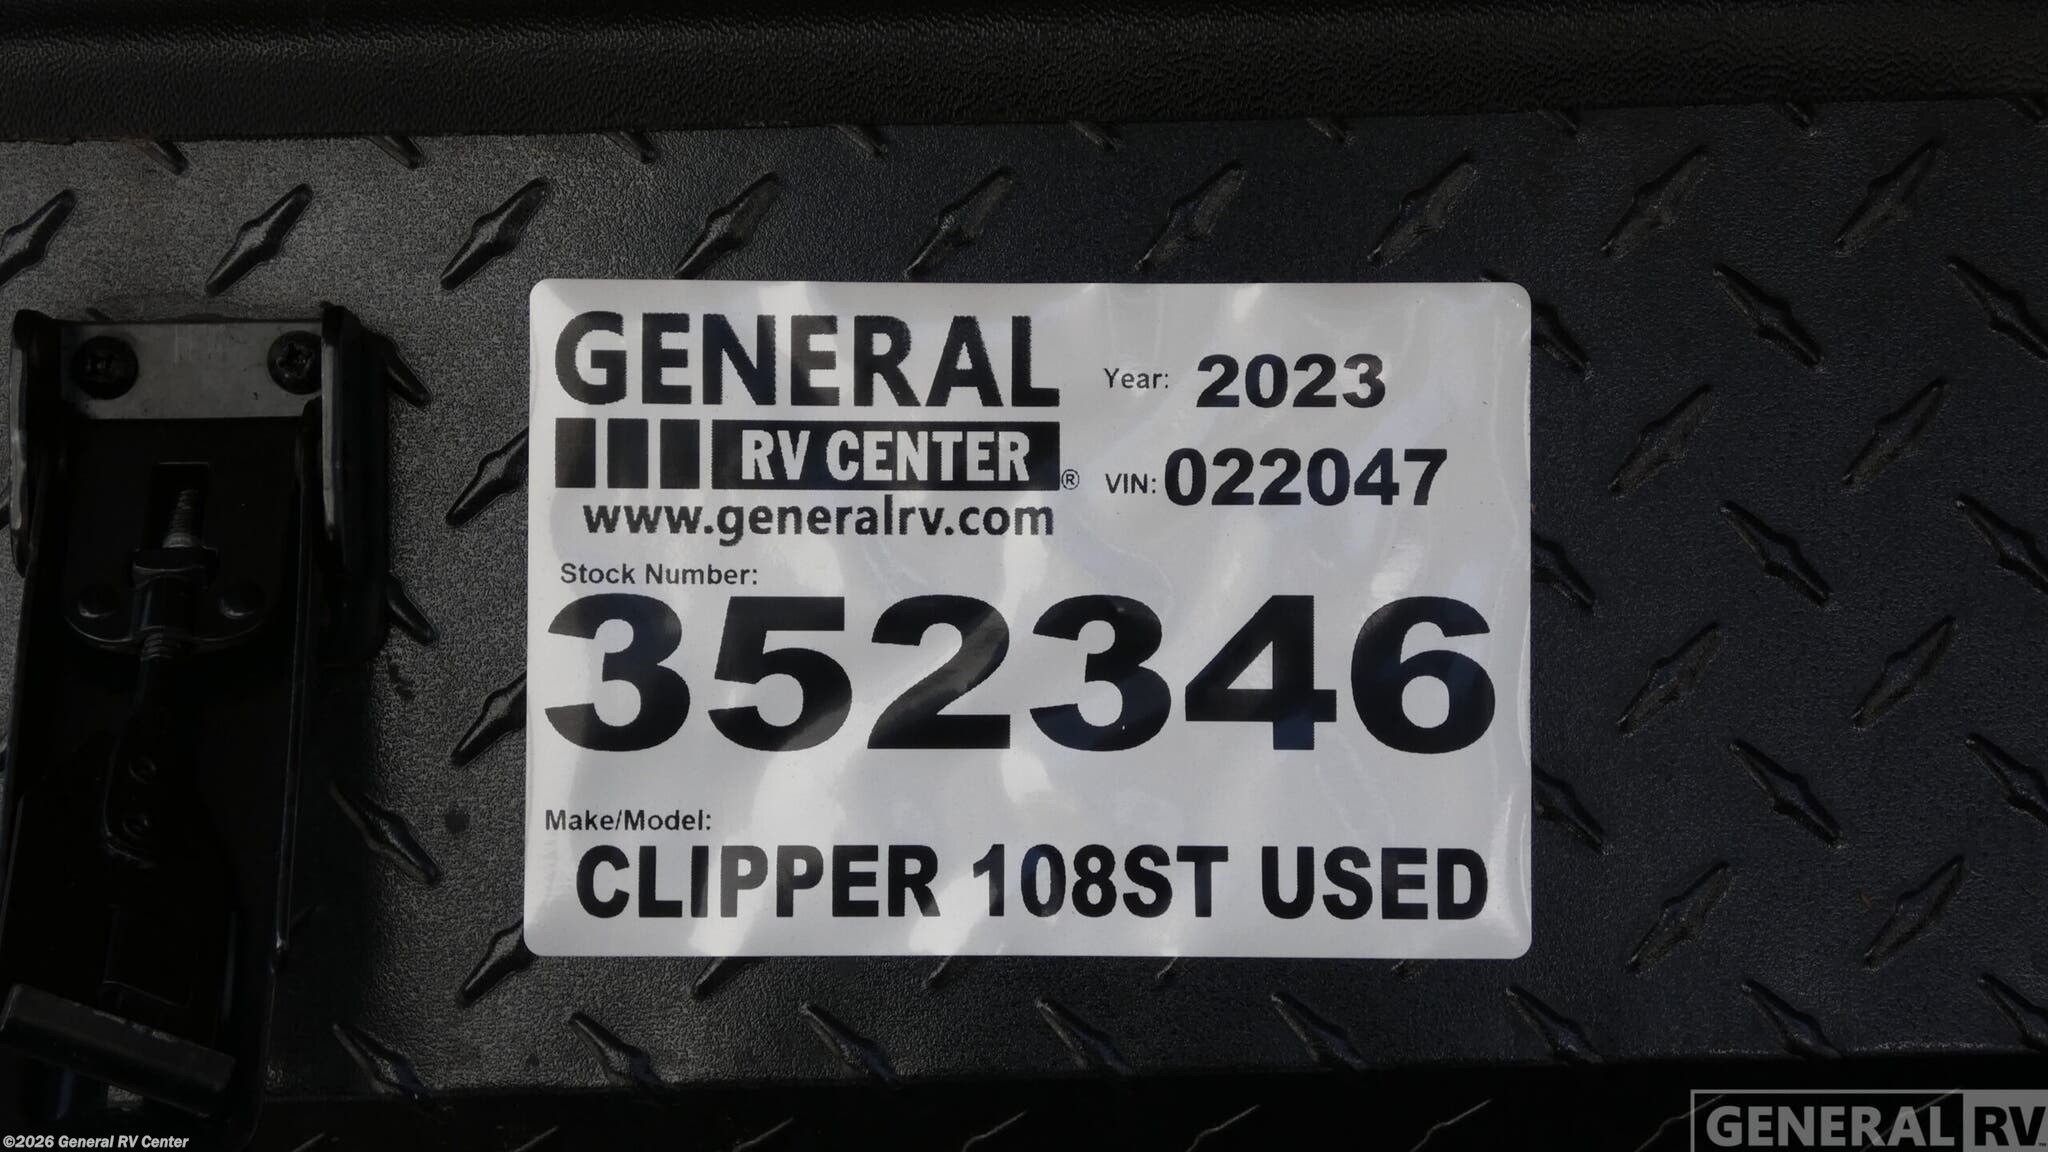 GENERAL
RV CENTER®
www.generalrv.com
Year: 2023
VIN: 022047
Stock Number:
352346
Make/Model:
CLIPPER 108ST USED
©2026 General RV Center
GENERAL RV™